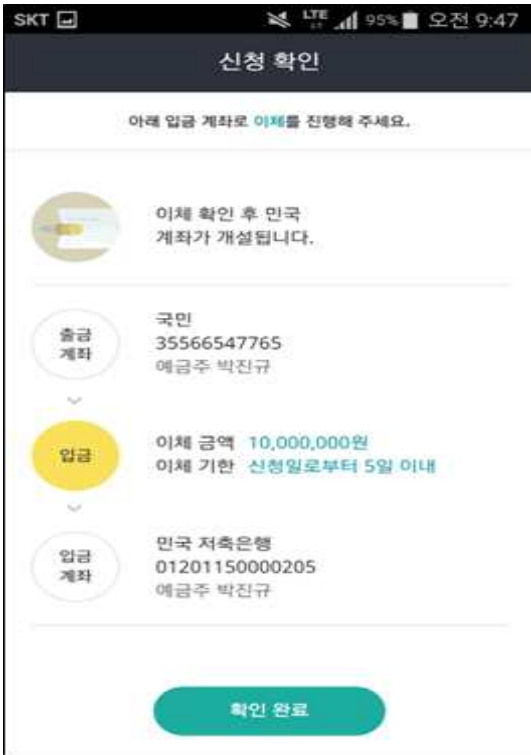 SKT LTE 95% 오전 9:47
신청 확인
아래 입금 계좌로 이체를 진행해 주세요.
이체 확인 후 민국
계좌가 개설됩니다.
출금
계좌
국민
35566547765
예금주 박진규
입금
이체 금액 10,000,000원
이체 기한 신청일로부터 5일 이내
입금
계좌
민국 저축은행
01201150000205
예금주 박진규
확인 완료